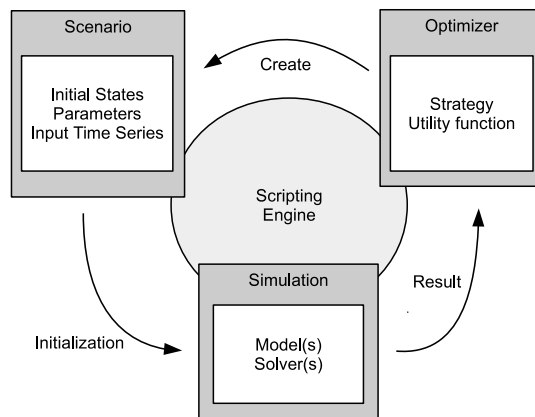 Scenario
Initial States
Parameters
Input Time Series
Create
Optimizer
Strategy
Utility function
Scripting
Engine
Simulation
Model(s)
Solver(s)
Initialization
Result